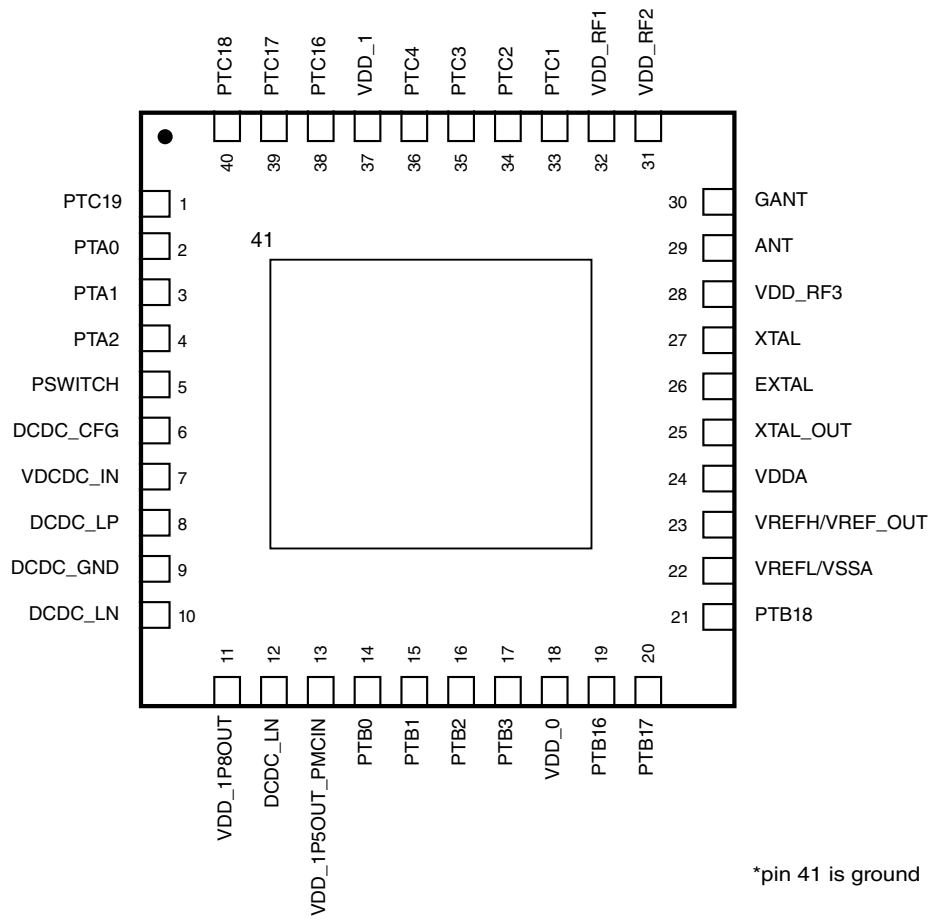 PTC18
PTC17
PTC16
VDD_1
PTC4
PTC3
PTC2
PTC1
VDD_RF1
VDD_RF2
40
39
38
37
36
35
34
33
32
31
PTC19 1
PTA0 2
PTA1 3
PTA2 4
PSWITCH 5
DCDC_CFG 6
VDCDC_IN 7
DCDC_LP 8
DCDC_GND 9
DCDC_LN 10
41
30 GANT
29 ANT
28 VDD_RF3
27 XTAL
26 EXTAL
25 XTAL_OUT
24 VDDA
23 VREFH/VREF_OUT
22 VREFL/VSSA
21 PTB18
11
12
13
14
15
16
17
18
19
20
VDD_1P8OUT
DCDC_LN
VDD_1P5OUT_PMCIN
PTB0
PTB1
PTB2
PTB3
VDD_0
PTB16
PTB17
*pin 41 is ground